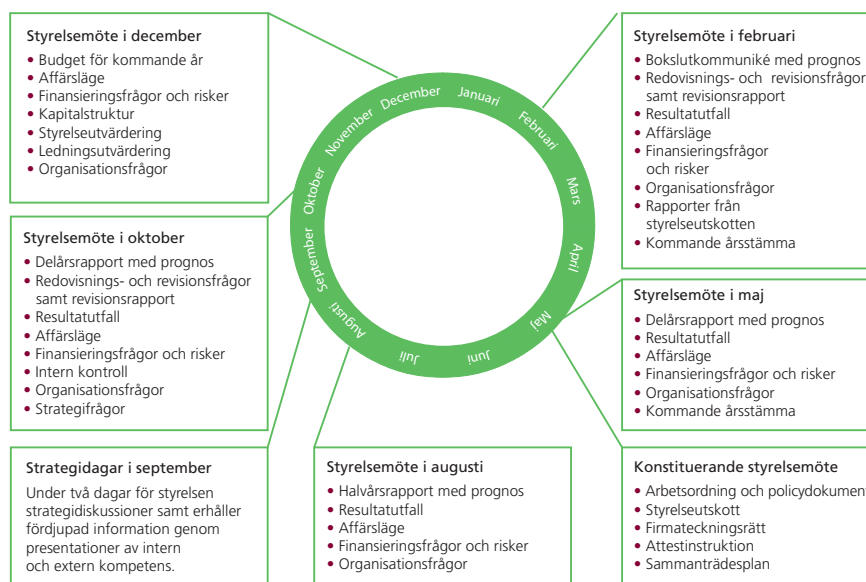 Styrelsemöte i december
• Budget för kommande år
• Affärsläge
• Finansieringsfrågor och risker
• Kapitalstruktur
• Styrelseutvärdering
• Ledningsutvärdering
• Organisationsfrågor
Styrelsemöte i februari
• Bokslutkommuniké med prognos
• Redovisnings- och revisionsfrågor
samt revisionsrapport
• Resultatutfall
• Affärsläge
• Finansieringsfrågor
och risker
• Organisationsfrågor
• Rapporter från
styrelseutskotten
• Kommande årsstämma
Januari
Februari
Mars
April
Maj
Juni
Juli
Augusti
September
Oktober
November
December
Styrelsemöte i oktober
• Delårsrapport med prognos
• Redovisnings- och revisionsfrågor
samt revisionsrapport
• Resultatutfall
• Affärsläge
• Finansieringsfrågor och risker
• Intern kontroll
• Organisationsfrågor
• Strategifrågor
Styrelsemöte i maj
• Delårsrapport med prognos
• Resultatutfall
• Affärsläge
• Finansieringsfrågor och risker
• Organisationsfrågor
• Kommande årsstämma
Strategidagar i september
Under två dagar för styrelsen
strategidiskussioner samt erhåller
fördjupad information genom
presentationer av intern
och extern kompetens.
Styrelsemöte i augusti
• Halvårsrapport med prognos
• Resultatutfall
• Affärsläge
• Finansieringsfrågor och risker
• Organisationsfrågor
Konstituerande styrelsemöte
• Arbetsordning och policydokument
• Styrelseutskott
• Firmateckningsrätt
• Attestinstruktion
• Sammanträdesplan